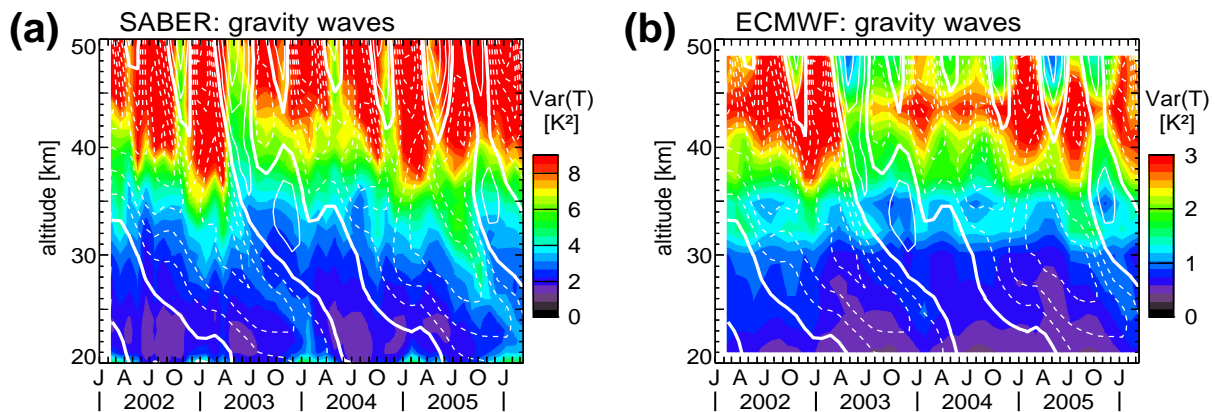 (a) SABER: gravity waves
50
40
30
20
altitude [km]
J A J O J A J O J A J O J A J O J
| 2002 | 2003 | 2004 | 2005 |
Var(T)
[K²]
8
6
4
2
0
(b) ECMWF: gravity waves
50
40
30
20
altitude [km]
J A J O J A J O J A J O J A J O J
| 2002 | 2003 | 2004 | 2005 |
Var(T)
[K²]
3
2
1
0